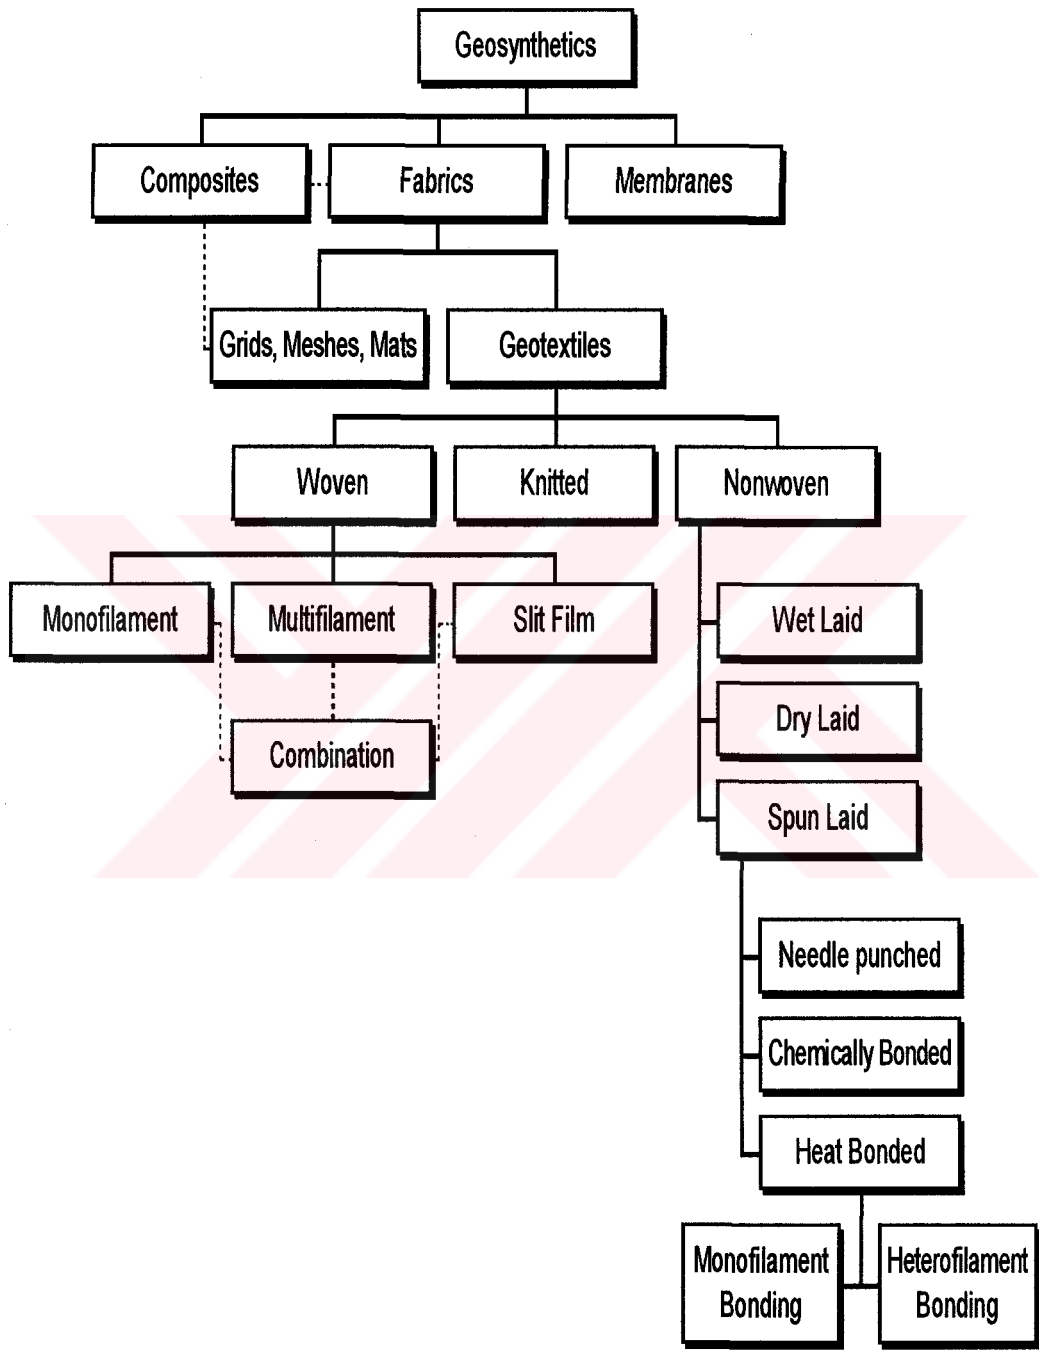 Geosynthetics
Composites
Fabrics
Membranes
Grids, Meshes, Mats
Geotextiles
Woven
Knitted
Nonwoven
Monofilament
Multifilament
Slit Film
Wet Laid
Dry Laid
Combination
Spun Laid
Needle punched
Chemically Bonded
Heat Bonded
Monofilament
Bonding
Heterofilament
Bonding